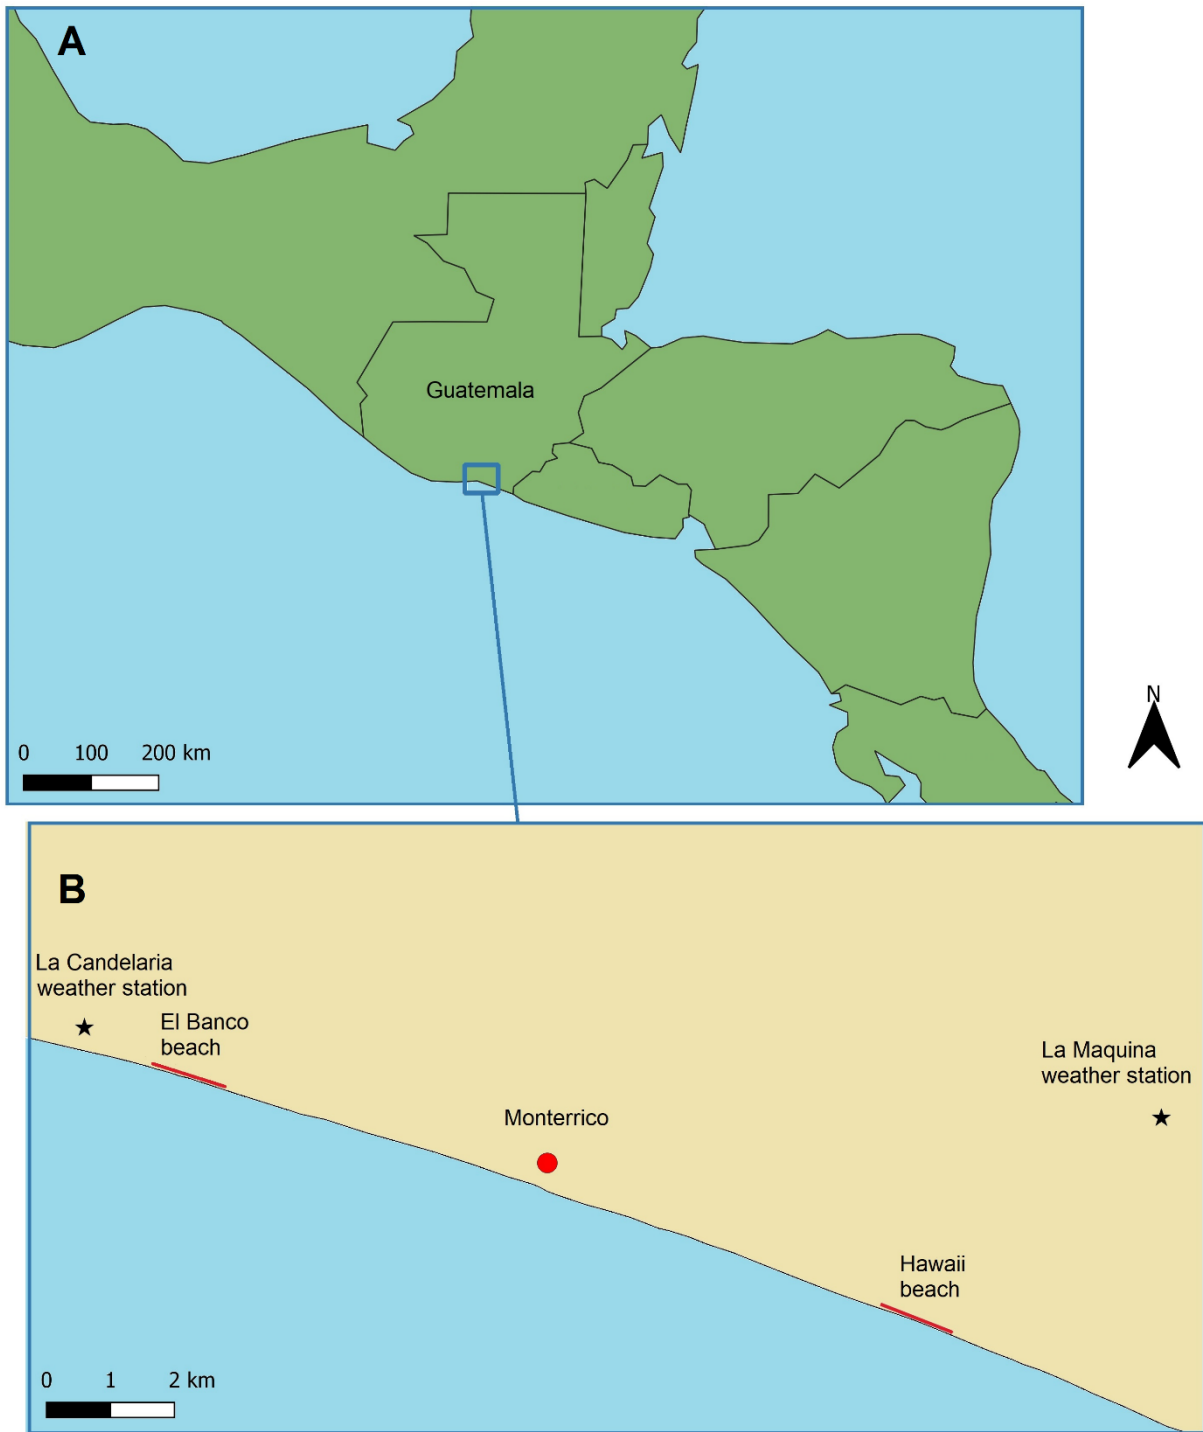 A
Guatemala
N
0 100 200 km
B
La Candelaria
weather station
El Banco
beach
La Maquina
weather station
Monterrico
Hawaii
beach
0 1 2 km